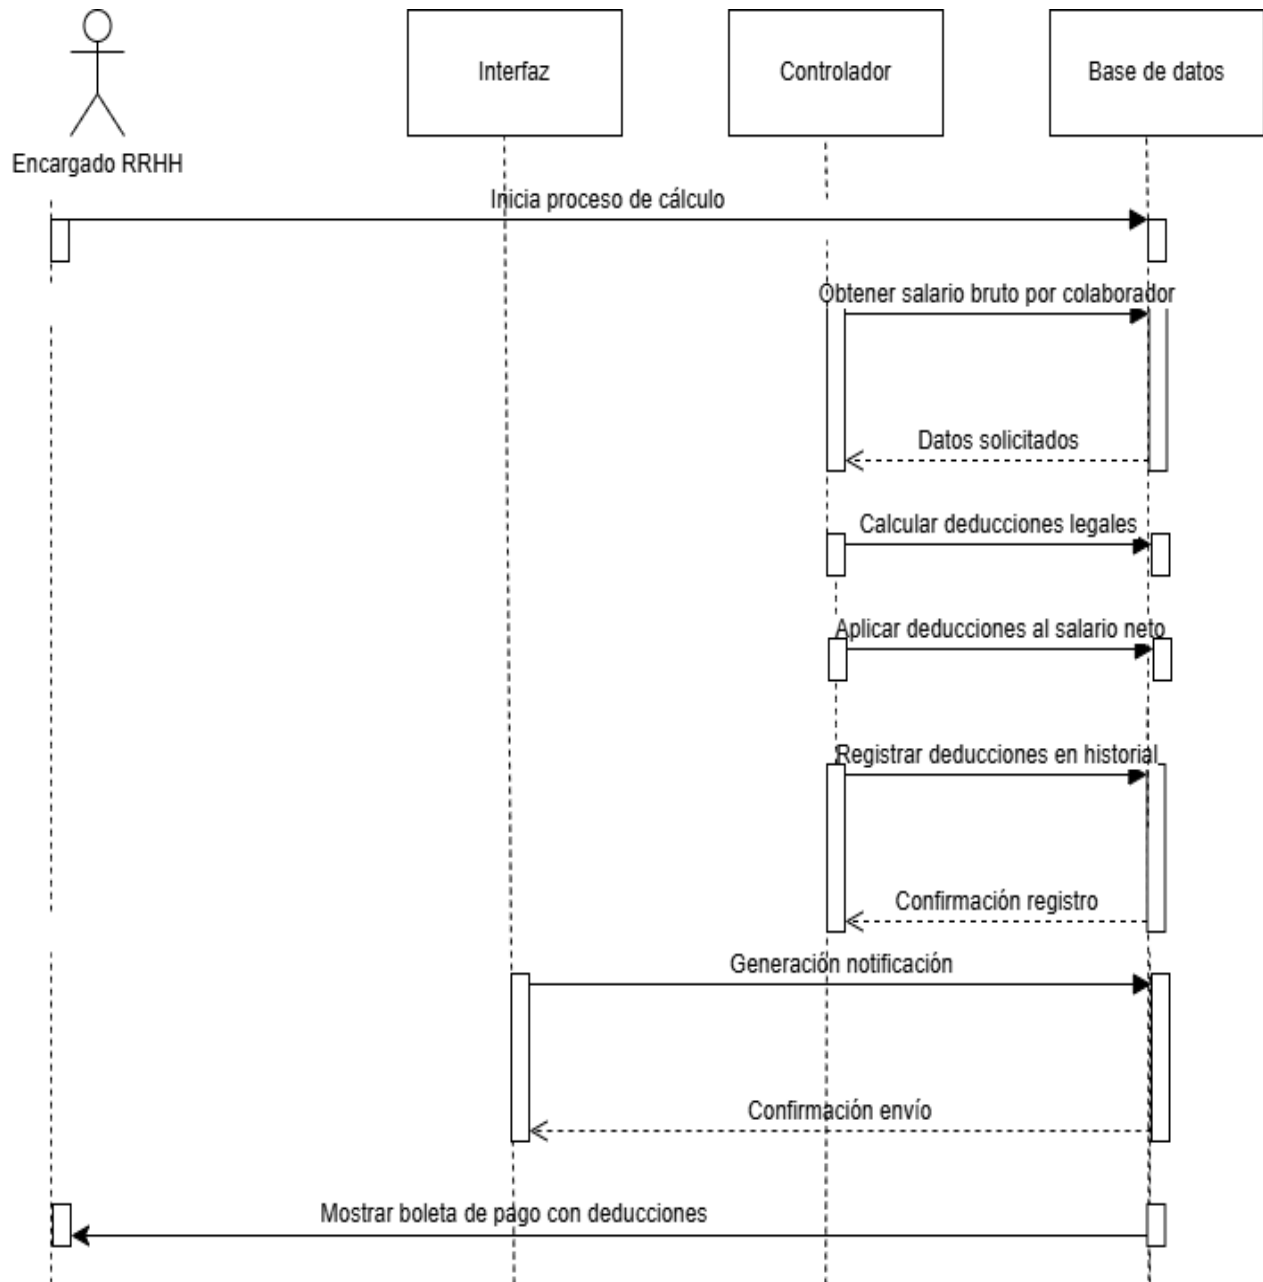 Interfaz
Controlador
Base de datos
Encargado RRHH
Inicia proceso de cálculo
Obtener salario bruto por colaborador
Datos solicitados
Calcular deducciones legales
Aplicar deducciones al salario neto
Registrar deducciones en historial
Confirmación registro
Generación notificación
Confirmación envío
Mostrar boleta de pago con deducciones